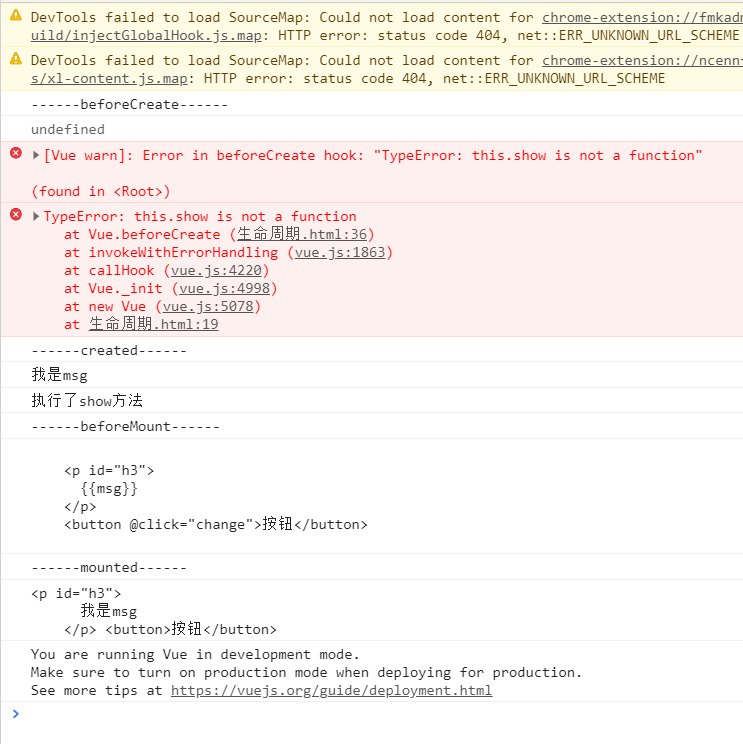 DevTools failed to load SourceMap: Could not load content for chrome-extension://fmkadm
uild/injectGlobalHook.js.map: HTTP error: status code 404, net::ERR_UNKNOWN_URL_SCHEME
DevTools failed to load SourceMap: Could not load content for chrome-extension://ncenn
s/xl-content.js.map: HTTP error: status code 404, net::ERR_UNKNOWN_URL_SCHEME
------beforeCreate------
undefined
[Vue warn]: Error in beforeCreate hook: "TypeError: this.show is not a function"
(found in <Root>)
TypeError: this.show is not a function
at Vue.beforeCreate (生命周期.html:36)
at invokeWithErrorHandling (vue.js:1863)
at callHook (vue.js:4220)
at Vue._init (vue.js:4998)
at new Vue (vue.js:5078)
at 生命周期.html:19
------created------
我是msg
执行了show方法
------beforeMount------
<p id="h3">
{{msg}}
</p>
<button @click="change">按钮</button>
------mounted------
<p id="h3">
我是msg
</p> <button>按钮</button>
You are running Vue in development mode.
Make sure to turn on production mode when deploying for production.
See more tips at https://vuejs.org/guide/deployment.html
>